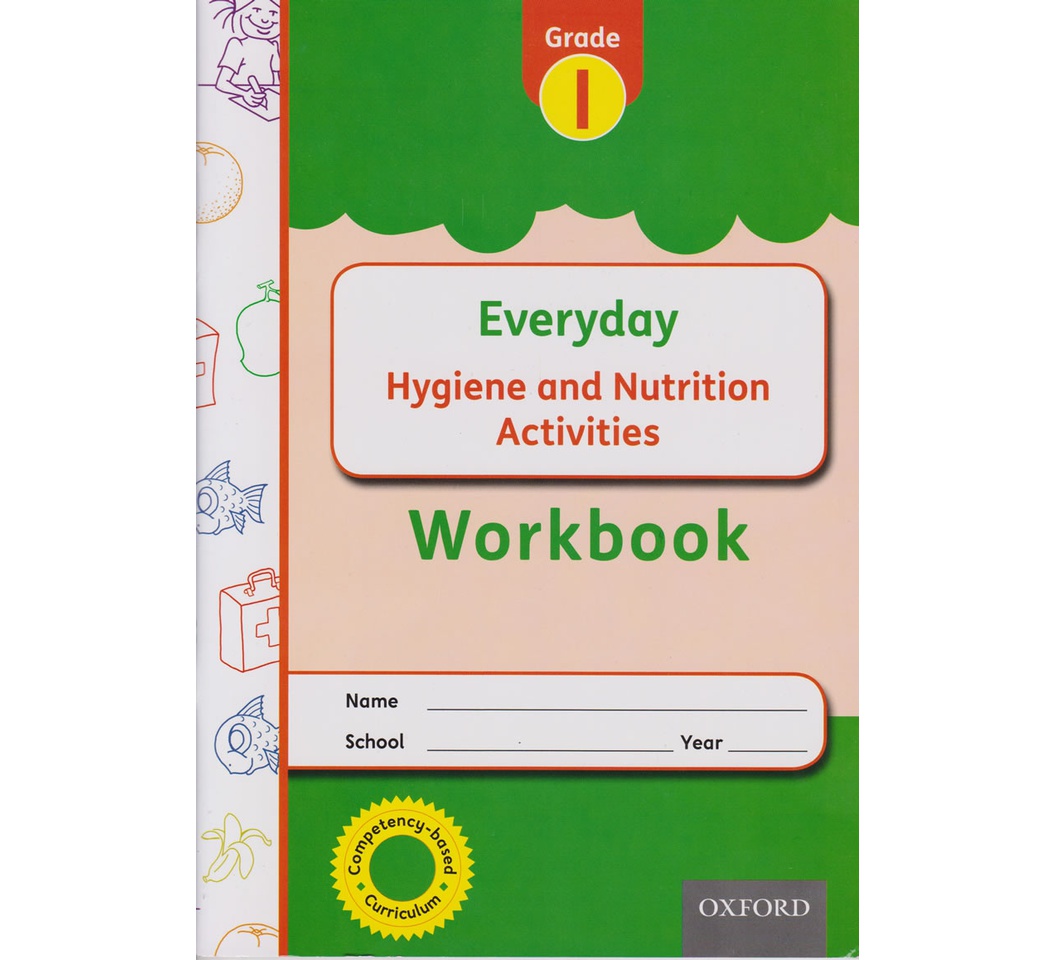 Grade
1
Everyday
Hygiene and Nutrition
Activities
Workbook
Name
School Year
Competency-based
Curriculum
OXFORD